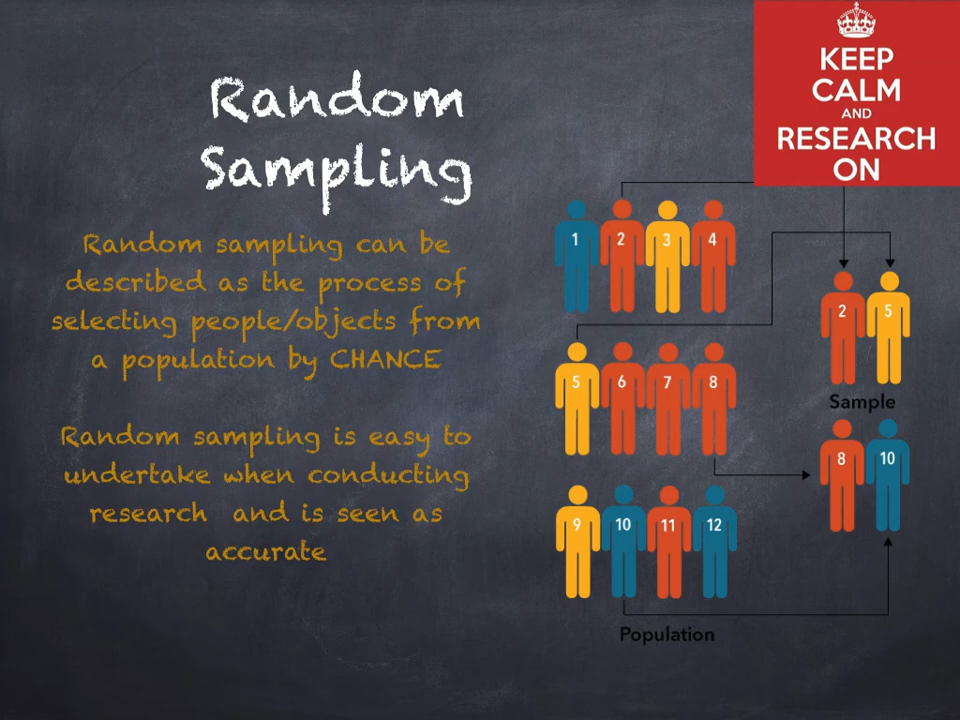 Random
Sampling
Random sampling can be
described as the process of
selecting people/objects from
a population by CHANCE
Random sampling is easy to
undertake when conducting
research and is seen as
accurate
KEEP
CALM
AND
RESEARCH
ON
1 2 3 4
5 6 7 8
9 10 11 12
Population
2 5
Sample
8 10